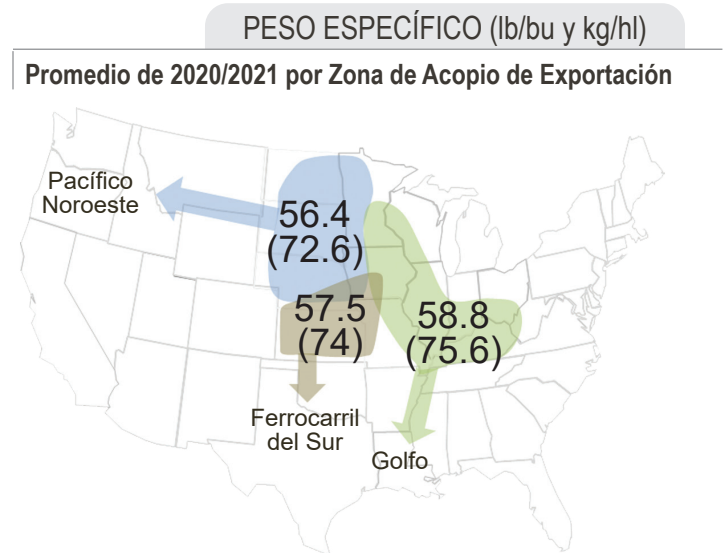 PESO ESPECÍFICO (lb/bu y kg/hl)
Promedio de 2020/2021 por Zona de Acopio de Exportación
Pacífico
Noroeste
56.4
(72.6)
57.5
(74)
58.8
(75.6)
Ferrocarril
del Sur
Golfo